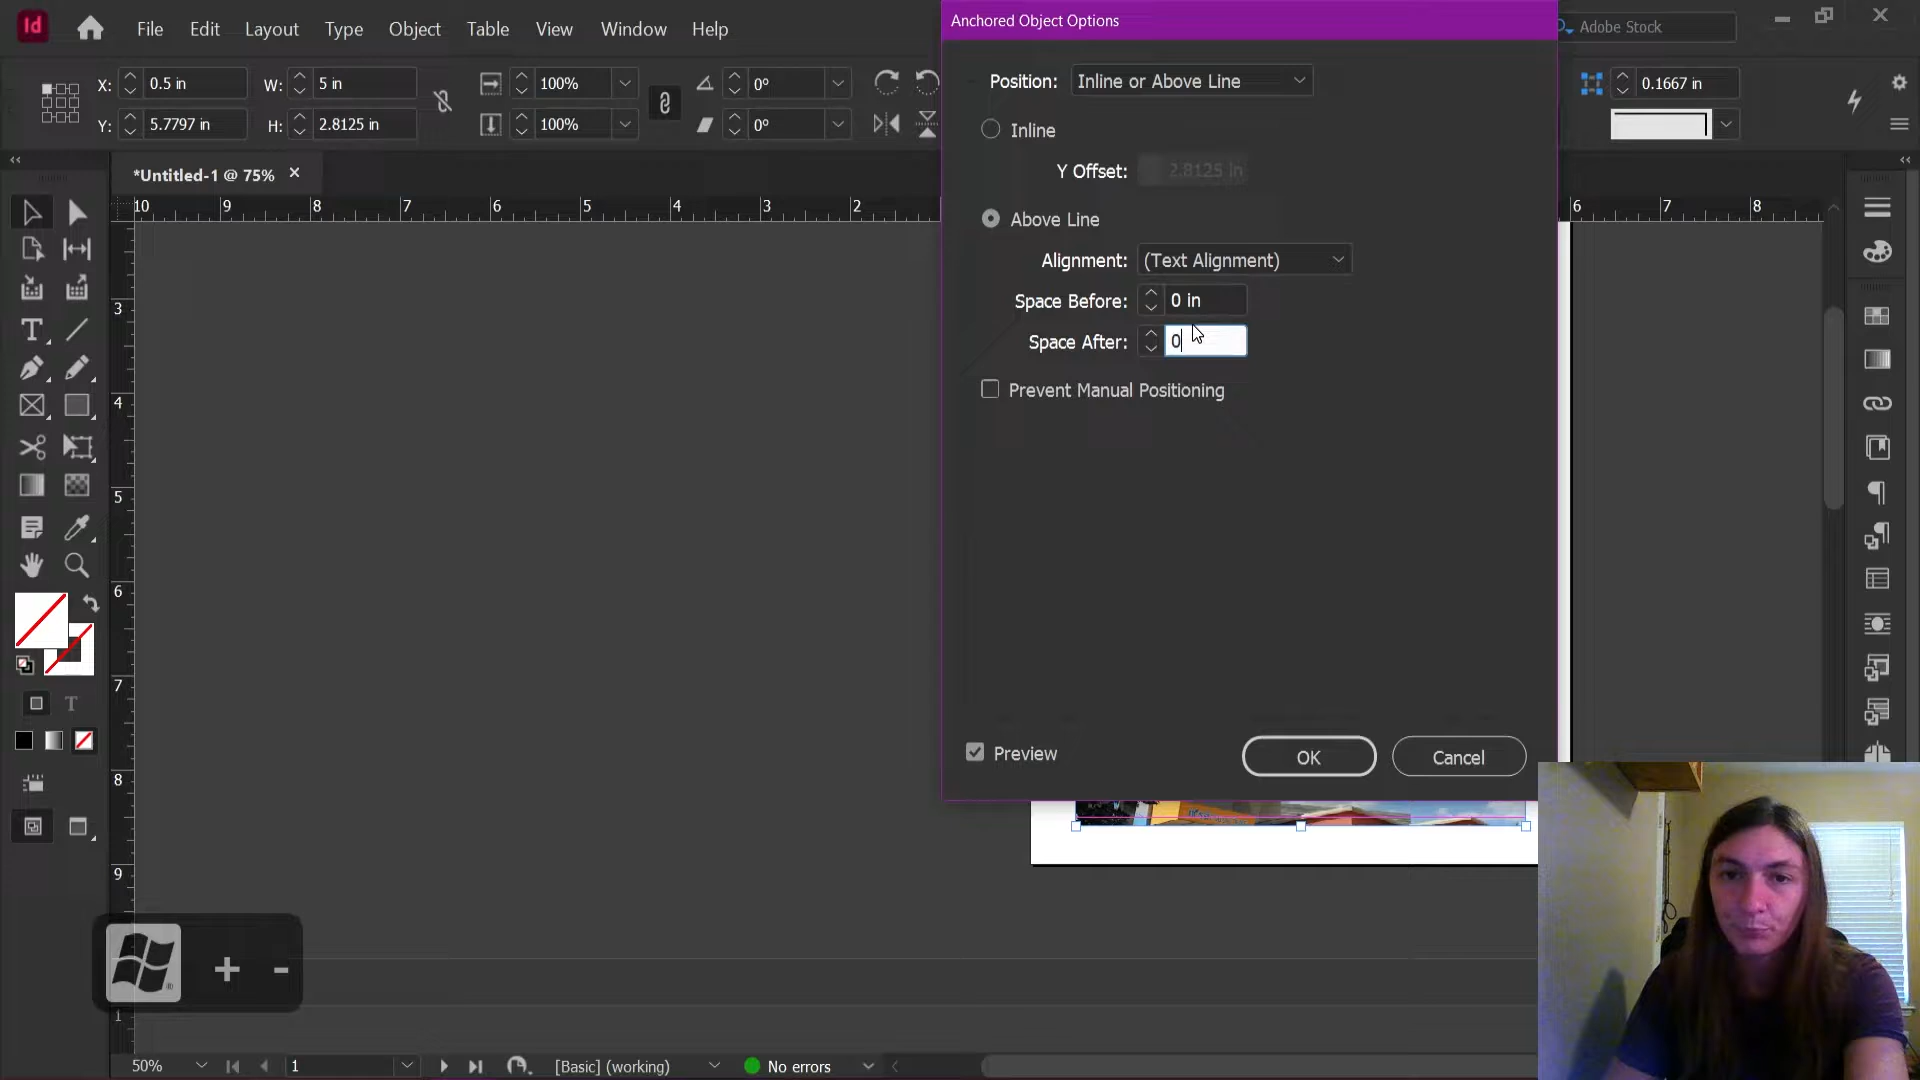 Id File Edit Layout Type Object Table View Window Help
Anchored Object Options
Adobe Stock
X: 0.5 in W: 5 in 100% 0° 0.1667 in
Y: 5.7797 in H: 2.8125 in 100% 0°
Position: Inline or Above Line
Inline
Y Offset: 2.8125 in
Above Line
Alignment: (Text Alignment)
Space Before: 0 in
Space After: 0
Prevent Manual Positioning
Preview OK Cancel
*Untitled-1 @ 75% ×
10 9 8 7 6 5 4 3 2 6 7 8
3
4
5
6
7
8
9
1
T
T
+ -
50% 1 [Basic] (working) No errors